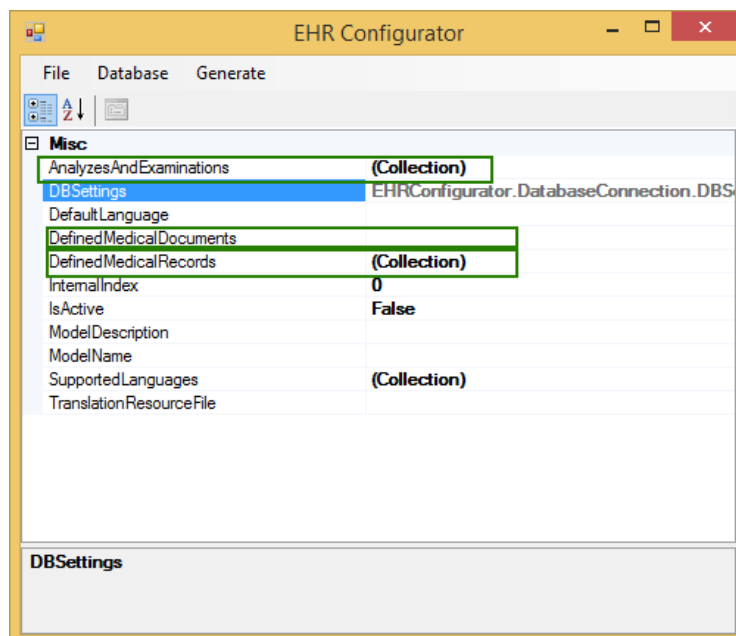 EHR Configurator
File Database Generate
Misc
AnalyzesAndExaminations (Collection)
DBSettings EHRConfigurator.DatabaseConnection.DBS
DefaultLanguage
DefinedMedicalDocuments
DefinedMedicalRecords (Collection)
InternalIndex 0
IsActive False
ModelDescription
ModelName
SupportedLanguages (Collection)
TranslationResourceFile
DBSettings